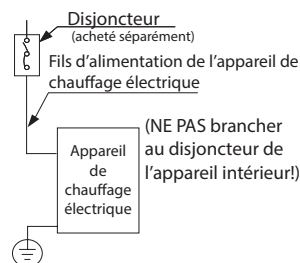 Disjoncteur
(acheté séparément)
Fils d’alimentation de l’appareil de
chauffage électrique
(NE PAS brancher
au disjoncteur de
l’appareil intérieur!)
Appareil
de
chauffage
électrique